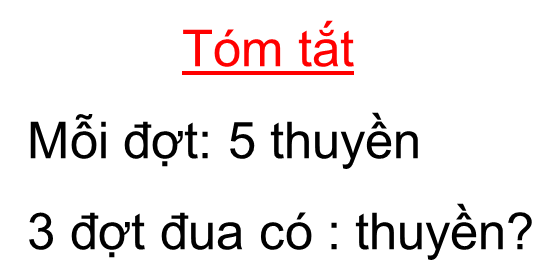 Tóm tắt
Mỗi đợt: 5 thuyền
3 đợt đua có : thuyền?